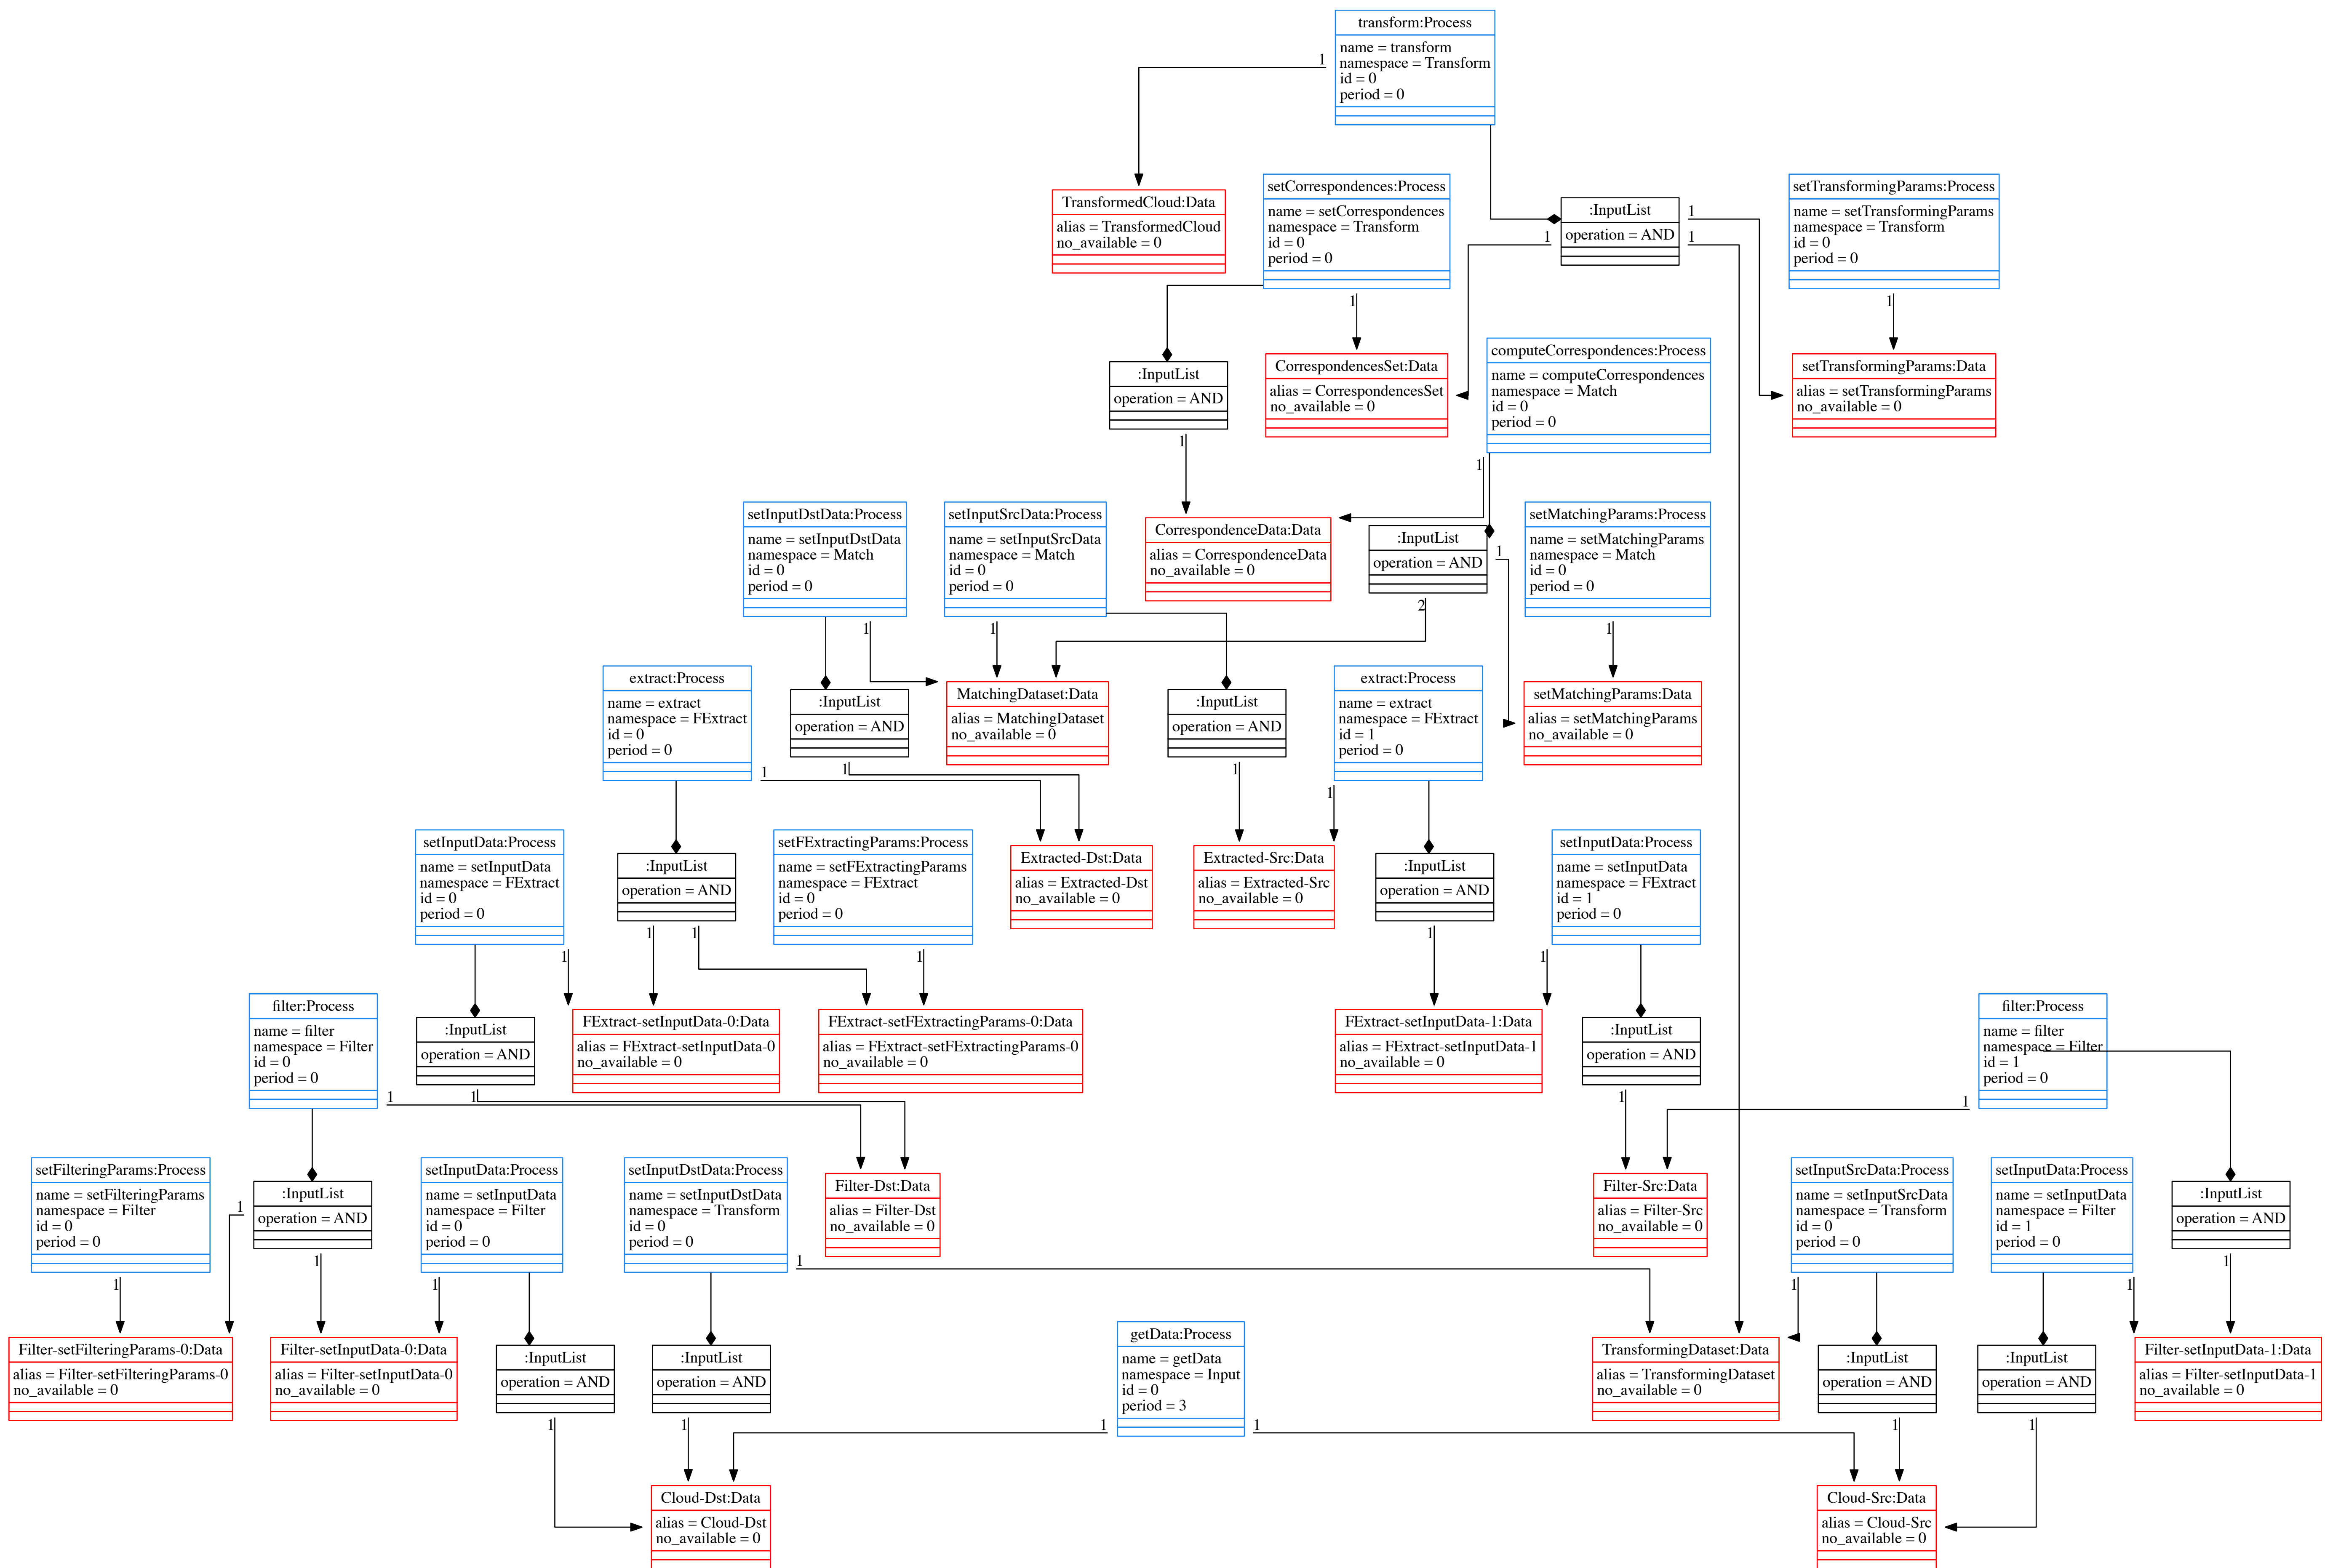 transform:Process
name = transform
namespace = Transform
id = 0
period = 0
1
TransformedCloud:Data
alias = TransformedCloud
no_available = 0
setCorrespondences:Process
name = setCorrespondences
namespace = Transform
id = 0
period = 0
1
:InputList
operation = AND
1
1
1
setTransformingParams:Process
name = setTransformingParams
namespace = Transform
id = 0
period = 0
1
:InputList
operation = AND
1
CorrespondencesSet:Data
alias = CorrespondencesSet
no_available = 0
computeCorrespondences:Process
name = computeCorrespondences
namespace = Match
id = 0
period = 0
1
setTransformingParams:Data
alias = setTransformingParams
no_available = 0
setInputDstData:Process
name = setInputDstData
namespace = Match
id = 0
period = 0
1
setInputSrcData:Process
name = setInputSrcData
namespace = Match
id = 0
period = 0
1
CorrespondenceData:Data
alias = CorrespondenceData
no_available = 0
:InputList
operation = AND
1
2
setMatchingParams:Process
name = setMatchingParams
namespace = Match
id = 0
period = 0
1
extract:Process
name = extract
namespace = FExtract
id = 0
period = 0
1
:InputList
operation = AND
1
MatchingDataset:Data
alias = MatchingDataset
no_available = 0
:InputList
operation = AND
1
extract:Process
name = extract
namespace = FExtract
id = 1
period = 0
1
setMatchingParams:Data
alias = setMatchingParams
no_available = 0
setInputData:Process
name = setInputData
namespace = FExtract
id = 0
period = 0
1
:InputList
operation = AND
1
1
setFExtractingParams:Process
name = setFExtractingParams
namespace = FExtract
id = 0
period = 0
1
Extracted-Dst:Data
alias = Extracted-Dst
no_available = 0
Extracted-Src:Data
alias = Extracted-Src
no_available = 0
:InputList
operation = AND
1
setInputData:Process
name = setInputData
namespace = FExtract
id = 1
period = 0
1
filter:Process
name = filter
namespace = Filter
id = 0
period = 0
1
:InputList
operation = AND
1
FExtract-setInputData-0:Data
alias = FExtract-setInputData-0
no_available = 0
FExtract-setFExtractingParams-0:Data
alias = FExtract-setFExtractingParams-0
no_available = 0
FExtract-setInputData-1:Data
alias = FExtract-setInputData-1
no_available = 0
:InputList
operation = AND
1
filter:Process
name = filter
namespace = Filter
id = 1
period = 0
1
setFilteringParams:Process
name = setFilteringParams
namespace = Filter
id = 0
period = 0
1
:InputList
operation = AND
1
1
setInputData:Process
name = setInputData
namespace = Filter
id = 0
period = 0
1
setInputDstData:Process
name = setInputDstData
namespace = Transform
id = 0
period = 0
1
Filter-Dst:Data
alias = Filter-Dst
no_available = 0
Filter-Src:Data
alias = Filter-Src
no_available = 0
setInputSrcData:Process
name = setInputSrcData
namespace = Transform
id = 0
period = 0
1
setInputData:Process
name = setInputData
namespace = Filter
id = 1
period = 0
1
:InputList
operation = AND
1
Filter-setFilteringParams-0:Data
alias = Filter-setFilteringParams-0
no_available = 0
Filter-setInputData-0:Data
alias = Filter-setInputData-0
no_available = 0
:InputList
operation = AND
1
:InputList
operation = AND
1
getData:Process
name = getData
namespace = Input
id = 0
period = 3
1
1
TransformingDataset:Data
alias = TransformingDataset
no_available = 0
:InputList
operation = AND
1
:InputList
operation = AND
1
Filter-setInputData-1:Data
alias = Filter-setInputData-1
no_available = 0
Cloud-Dst:Data
alias = Cloud-Dst
no_available = 0
Cloud-Src:Data
alias = Cloud-Src
no_available = 0